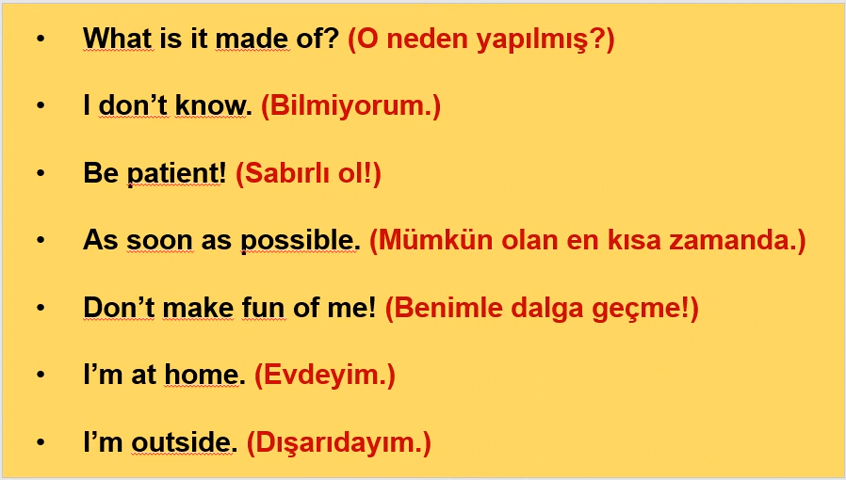 • What is it made of? (O neden yapılmış?)
• I don’t know. (Bilmiyorum.)
• Be patient! (Sabırlı ol!)
• As soon as possible. (Mümkün olan en kısa zamanda.)
• Don’t make fun of me! (Benimle dalga geçme!)
• I’m at home. (Evdeyim.)
• I’m outside. (Dışarıdayım.)